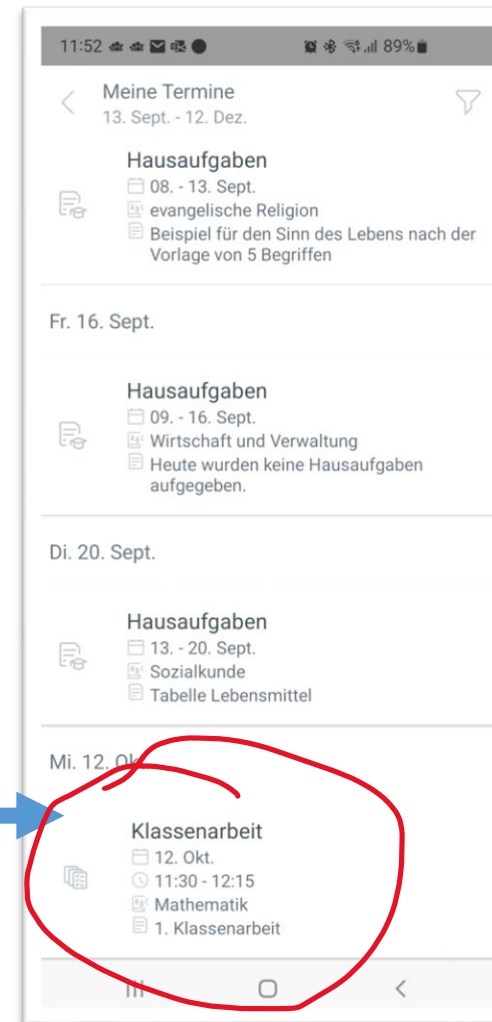 11:52 89%
Meine Termine
13. Sept. - 12. Dez.
Hausaufgaben
08. - 13. Sept.
evangelische Religion
Beispiel für den Sinn des Lebens nach der
Vorlage von 5 Begriffen
Fr. 16. Sept.
Hausaufgaben
09. - 16. Sept.
Wirtschaft und Verwaltung
Heute wurden keine Hausaufgaben
aufgegeben.
Di. 20. Sept.
Hausaufgaben
13. - 20. Sept.
Sozialkunde
Tabelle Lebensmittel
Mi. 12. Okt.
Klassenarbeit
12. Okt.
11:30 - 12:15
Mathematik
1. Klassenarbeit